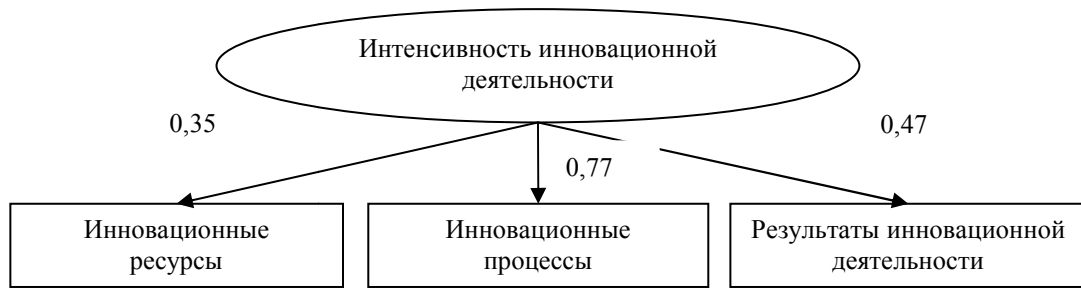 Интенсивность инновационной
деятельности
0,35
0,47
0,77
Инновационные
ресурсы
Инновационные
процессы
Результаты инновационной
деятельности